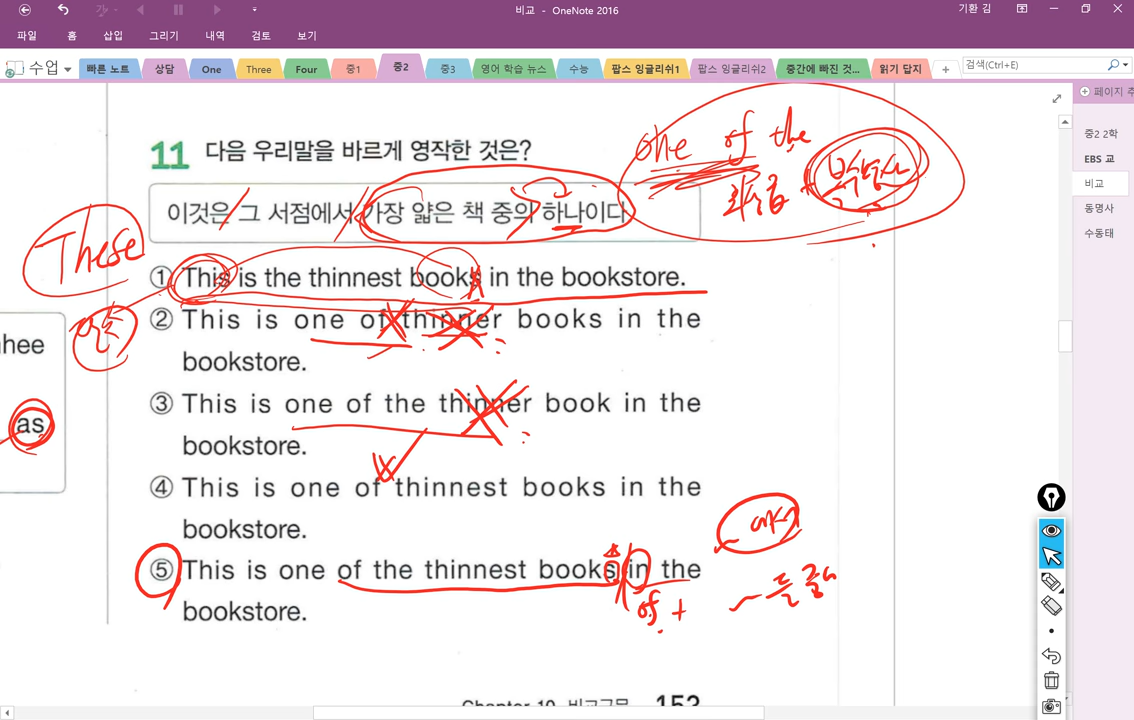 비교 - OneNote 2016
기환 김
파일 홈 삽입 그리기 내역 검토 보기
수업 빠른 노트 상담 One Three Four 중1 중2 중3 영어 학습 뉴스 수능 팝스 잉글리쉬1 팝스 잉글리쉬2 중간에 빠진 것... 읽기 답지 + 검색(Ctrl+E)
페이지 추
중2 2학
EBS 교
비교
동명사
수동태
one of the
최상급 + 복수명사
11 다음 우리말을 바르게 영작한 것은?
이것은 그 서점에서 가장 얇은 책 중의 하나이다
These
① This is the thinnest books in the bookstore.
단수
② This is one of thinner books in the
bookstore.
nhee
③ This is one of the thinner book in the
bookstore.
as
④ This is one of thinnest books in the
bookstore.
~ 에서
⑤ This is one of the thinnest books in the
bookstore.
of +
~ 들 중에
Chapter 10 비교구문 153